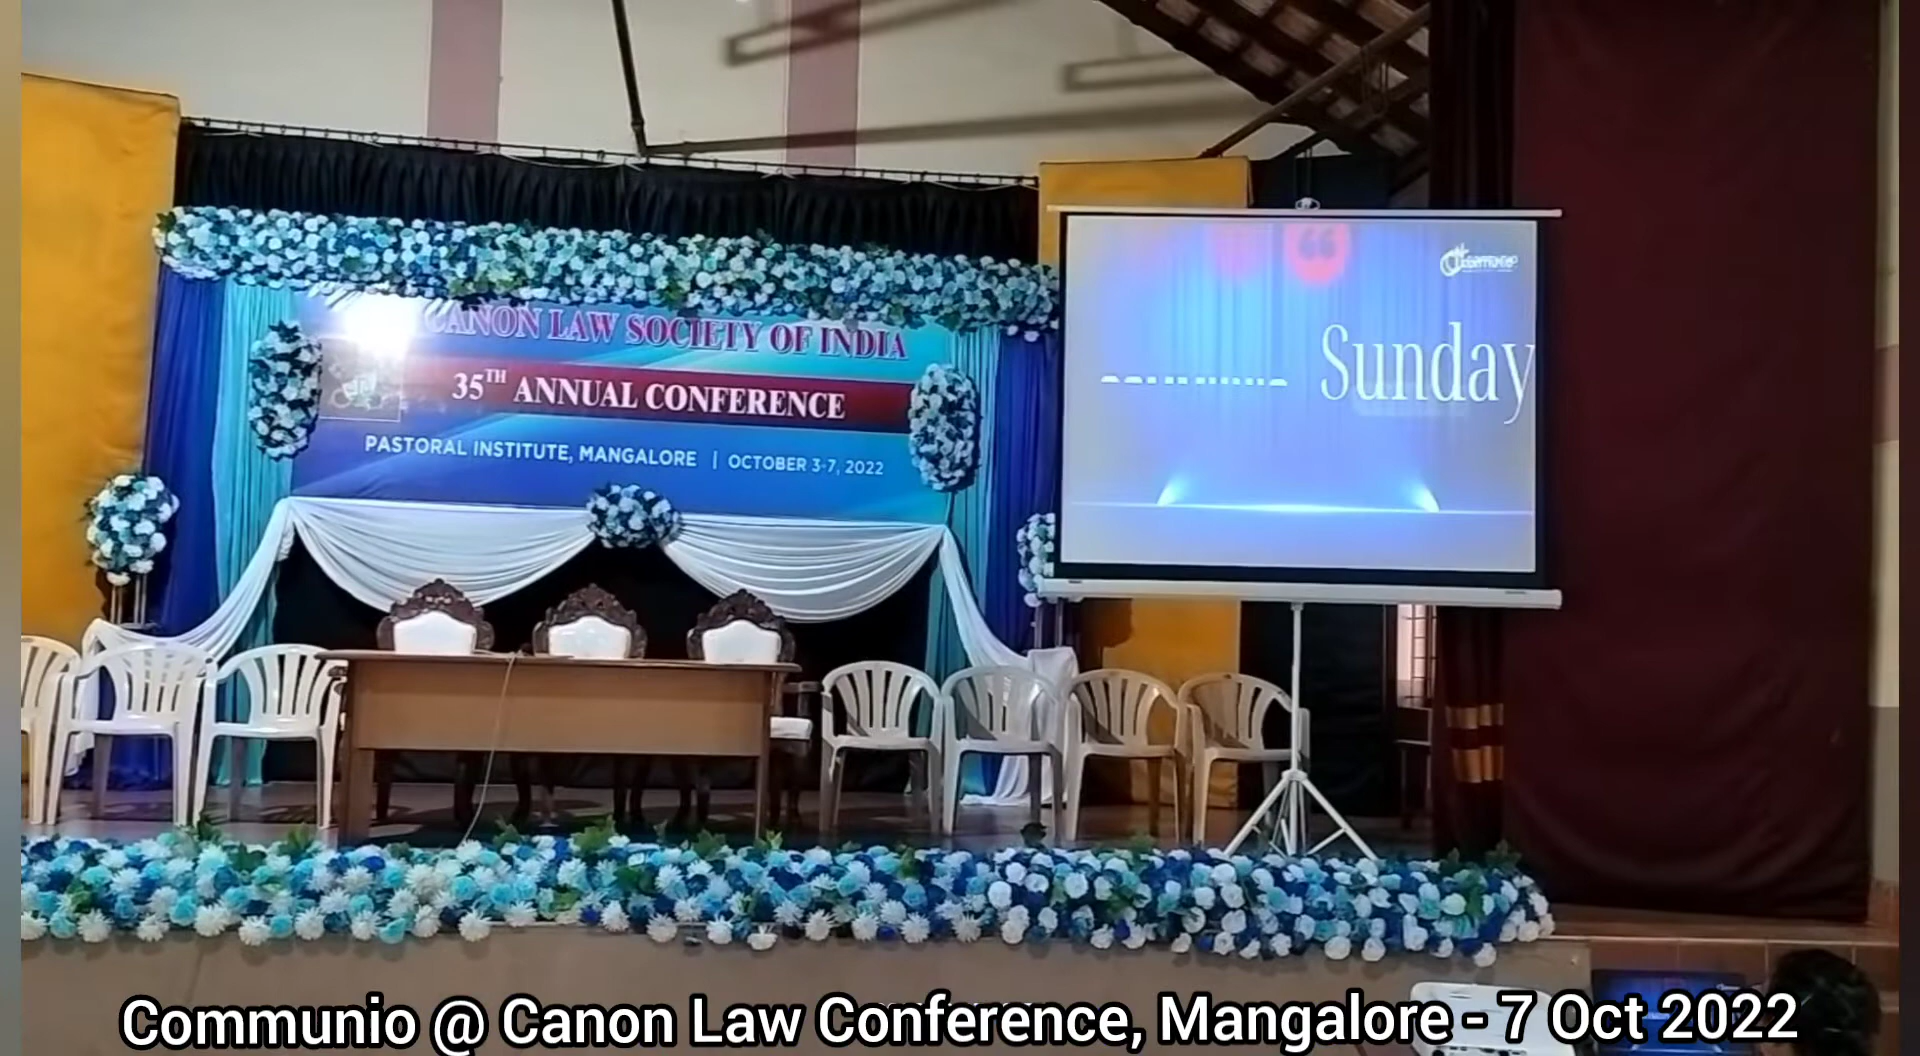 CANON LAW SOCIETY OF INDIA
35TH ANNUAL CONFERENCE
PASTORAL INSTITUTE, MANGALORE | OCTOBER 3-7, 2022
“
Communio
Sunday
Communio @ Canon Law Conference, Mangalore - 7 Oct 2022